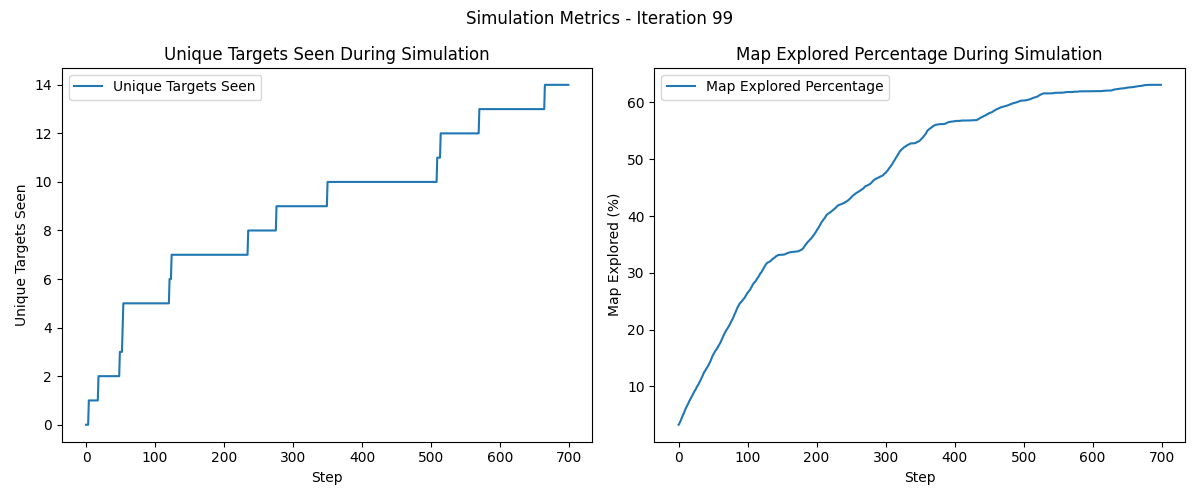 Simulation Metrics - Iteration 99
Unique Targets Seen During Simulation
Unique Targets Seen
14
12
10
8
6
4
2
0
Unique Targets Seen
0 100 200 300 400 500 600 700
Step
Map Explored Percentage During Simulation
Map Explored Percentage
60
50
40
30
20
10
Map Explored (%)
0 100 200 300 400 500 600 700
Step